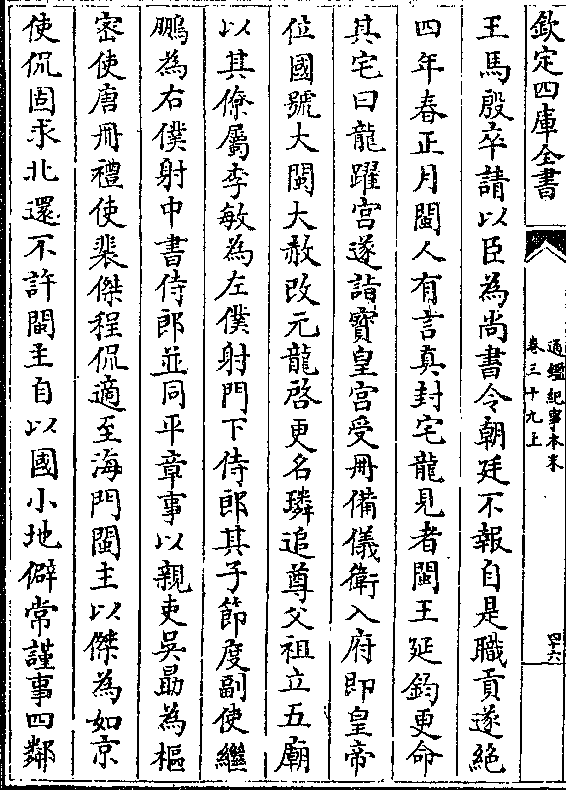 欽定四庫全書
通鑑紀事本末
卷三十九上
四十六
王馬殷卒請以臣為尚書令朝廷不報自是職貢遂絶
四年春正月閩人有言真封宅龍見者閩王延鈞更命
其宅曰龍躍宫遂詣寳皇宫受冊備儀衛入府即皇帝
位國號大閩大赦改元龍啓更名璘追尊父祖立五廟
以其僚屬李敏為左僕射門下侍郎其子節度副使繼
鵬為右僕射中書侍郎並同平章事以親吏吳朂為樞
密使唐冊禮使裴傑程侃適至海門閩主以傑為如京
使侃固求北還不許閩主自以國小地僻常謹事四鄰